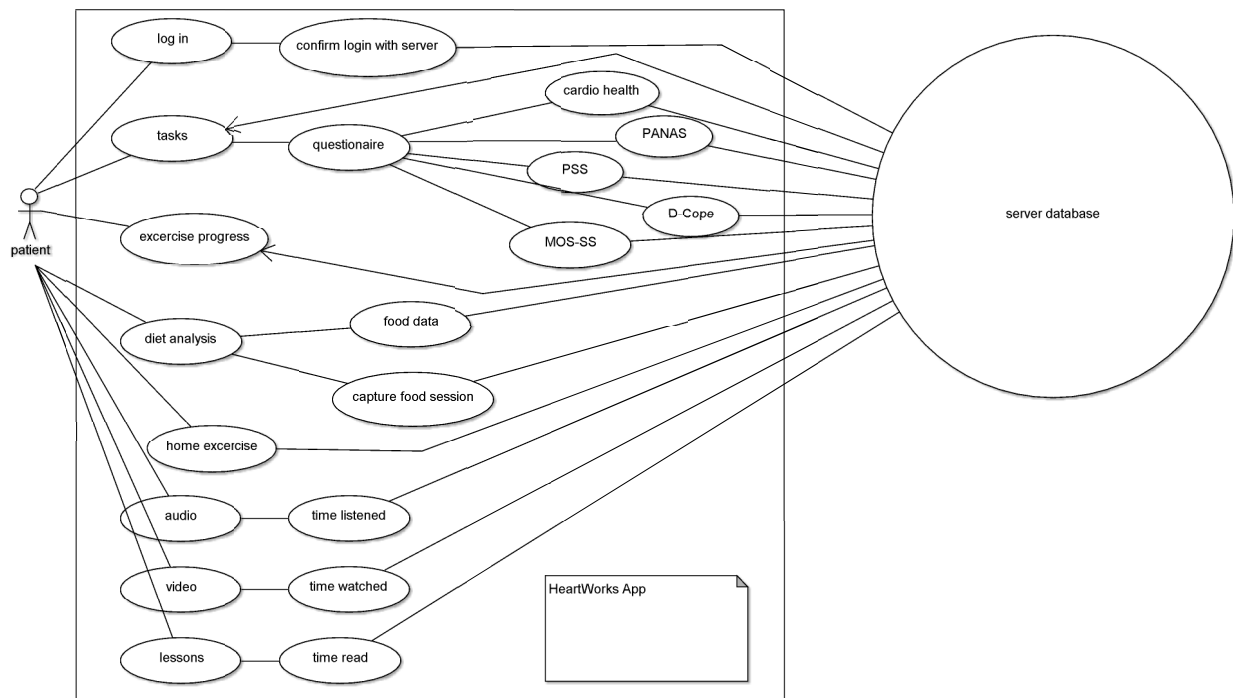 log in
confirm login with server
cardio health
tasks
questionaire
PANAS
PSS
D-Cope
server database
patient
excercise progress
MOS-SS
diet analysis
food data
capture food session
home excercise
audio
time listened
video
time watched
HeartWorks App
lessons
time read